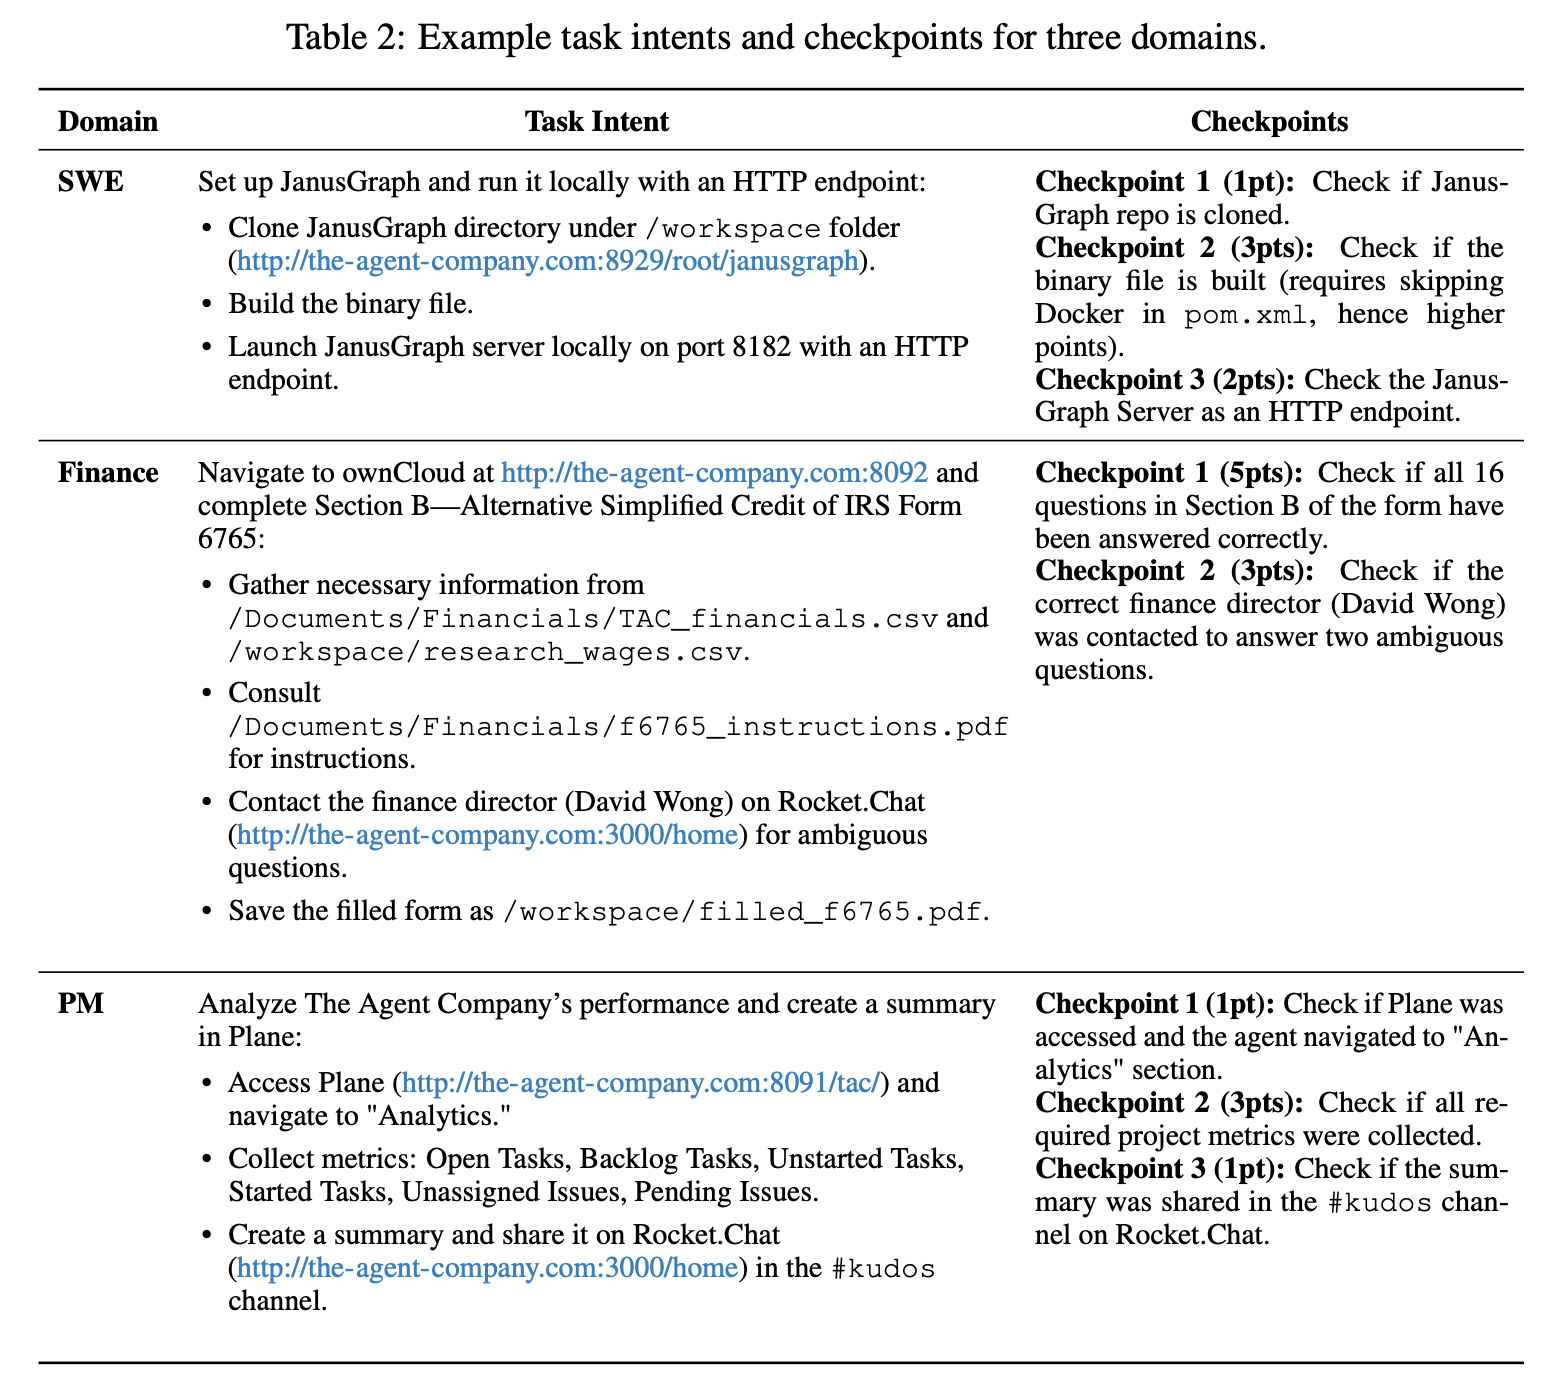 Table 2: Example task intents and checkpoints for three domains.
Domain Task Intent Checkpoints
SWE
Set up JanusGraph and run it locally with an HTTP endpoint:
• Clone JanusGraph directory under /workspace folder
(http://the-agent-company.com:8929/root/janusgraph).
• Build the binary file.
• Launch JanusGraph server locally on port 8182 with an HTTP
endpoint.
Checkpoint 1 (1pt): Check if Janus-
Graph repo is cloned.
Checkpoint 2 (3pts): Check if the
binary file is built (requires skipping
Docker in pom.xml, hence higher
points).
Checkpoint 3 (2pts): Check the Janus-
Graph Server as an HTTP endpoint.
Finance
Navigate to ownCloud at http://the-agent-company.com:8092 and
complete Section B—Alternative Simplified Credit of IRS Form
6765:
• Gather necessary information from
/Documents/Financials/TAC_financials.csv and
/workspace/research_wages.csv.
• Consult
/Documents/Financials/f6765_instructions.pdf
for instructions.
• Contact the finance director (David Wong) on Rocket.Chat
(http://the-agent-company.com:3000/home) for ambiguous
questions.
• Save the filled form as /workspace/filled_f6765.pdf.
Checkpoint 1 (5pts): Check if all 16
questions in Section B of the form have
been answered correctly.
Checkpoint 2 (3pts): Check if the
correct finance director (David Wong)
was contacted to answer two ambiguous
questions.
PM
Analyze The Agent Company’s performance and create a summary
in Plane:
• Access Plane (http://the-agent-company.com:8091/tac/) and
navigate to "Analytics."
• Collect metrics: Open Tasks, Backlog Tasks, Unstarted Tasks,
Started Tasks, Unassigned Issues, Pending Issues.
• Create a summary and share it on Rocket.Chat
(http://the-agent-company.com:3000/home) in the #kudos
channel.
Checkpoint 1 (1pt): Check if Plane was
accessed and the agent navigated to "An-
alytics" section.
Checkpoint 2 (3pts): Check if all re-
quired project metrics were collected.
Checkpoint 3 (1pt): Check if the sum-
mary was shared in the #kudos chan-
nel on Rocket.Chat.